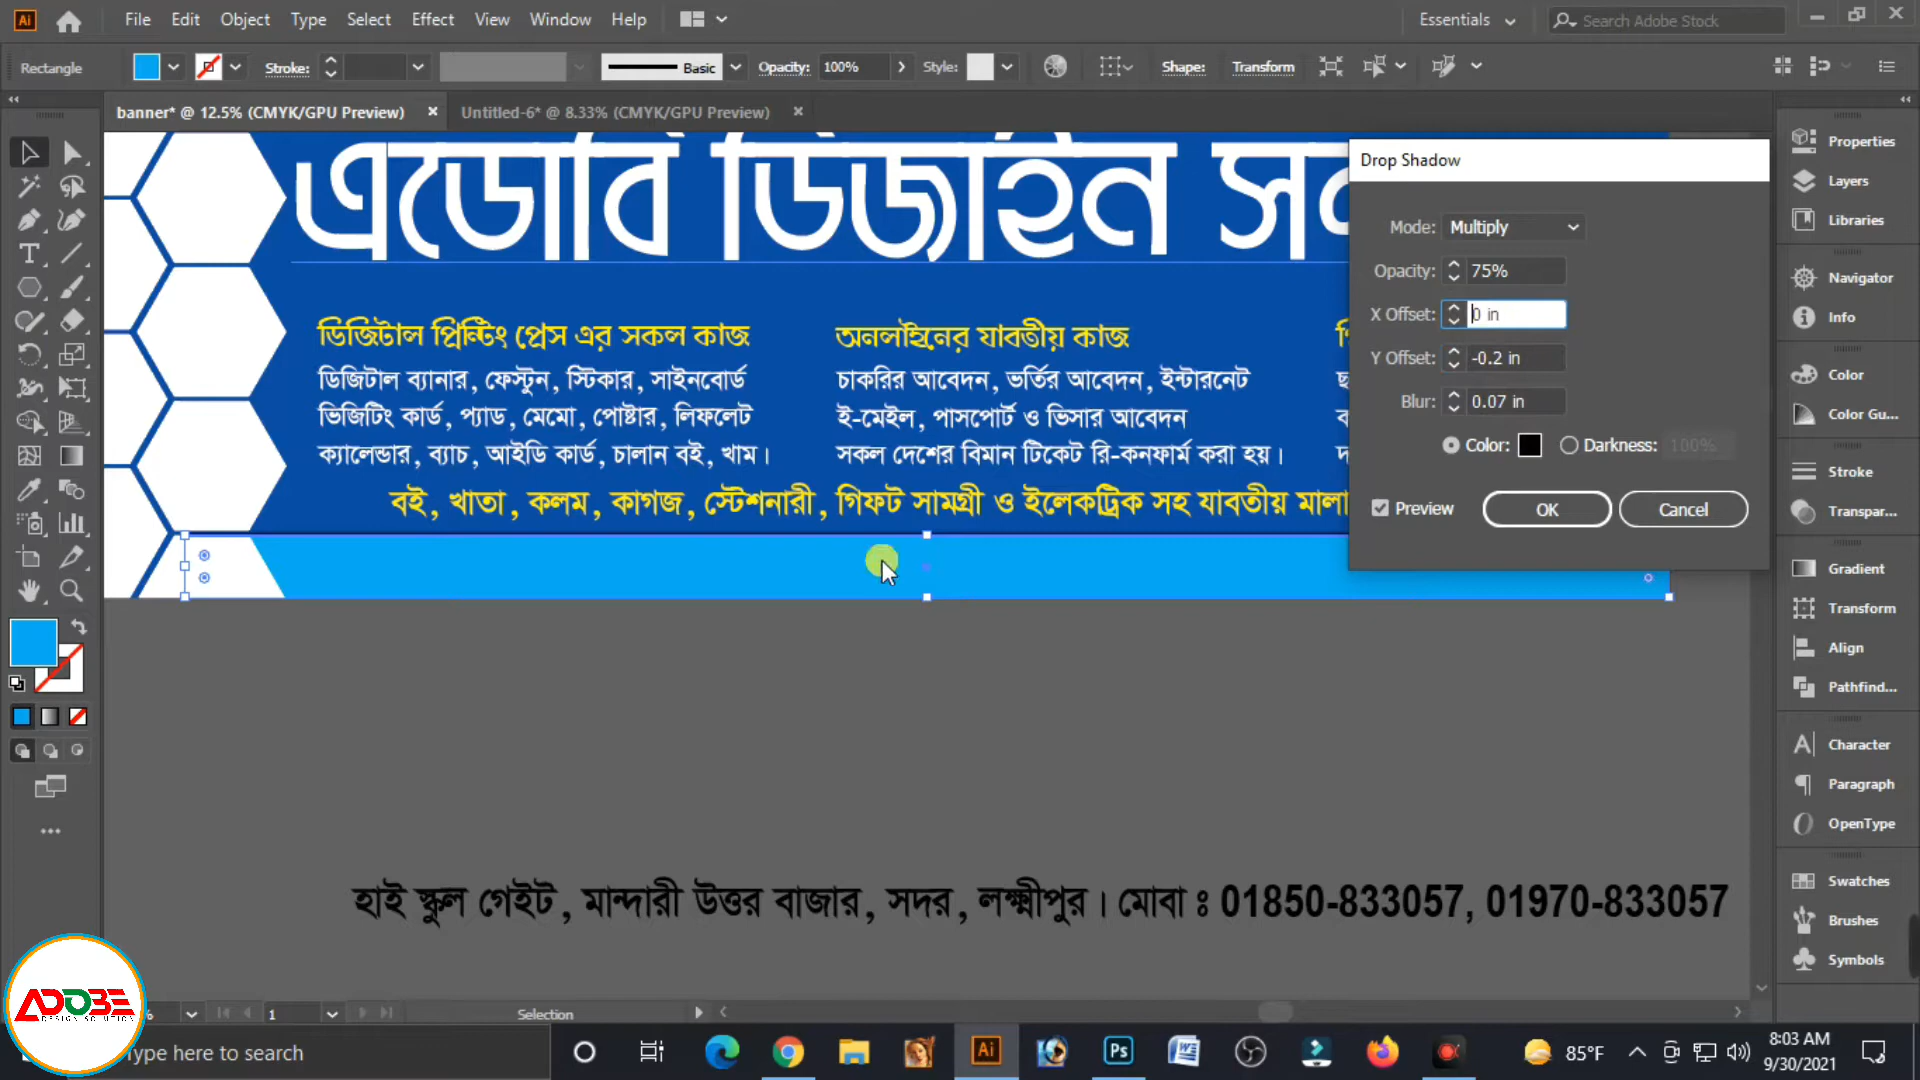 File Edit Object Type Select Effect View Window Help
Essentials
Search Adobe Stock
Rectangle
Stroke:
Basic
Opacity: 100%
Style:
Shape:
Transform
banner* @ 12.5% (CMYK/GPU Preview)
Untitled-6* @ 8.33% (CMYK/GPU Preview)
এডোবি ডিজাইন
ডিজিটাল প্রিন্টিং প্রেস এর সকল কাজ
ডিজিটাল ব্যানার, ফেস্টুন, স্টিকার, সাইনবোর্ড
ভিজিটিং কার্ড, প্যাড, মেমো, পোষ্টার, লিফলেট
ক্যালেন্ডার, ব্যাচ, আইডি কার্ড, চালান বই, খাম।
অনলাইনের যাবতীয় কাজ
চাকরির আবেদন, ভর্তির আবেদন, ইন্টারনেট
ই-মেইল, পাসপোর্ট ও ভিসার আবেদন
সকল দেশের বিমান টিকেট রি-কনফার্ম করা হয়।
বই, খাতা, কলম, কাগজ, স্টেশনারী, গিফট সামগ্রী ও ইলেকট্রিক সহ যাবতীয় মালা
Drop Shadow
Mode: Multiply
Opacity: 75%
X Offset: 0 in
Y Offset: -0.2 in
Blur: 0.07 in
Color:
Darkness: 100%
Preview
OK
Cancel
Properties
Layers
Libraries
Navigator
Info
Color
Color Gu...
Stroke
Transpar...
Gradient
Transform
Align
Pathfind...
Character
Paragraph
OpenType
Swatches
Brushes
Symbols
হাই স্কুল গেইট, মান্দারী উত্তর বাজার, সদর, লক্ষ্মীপুর। মোবা ঃ 01850-833057, 01970-833057
1
Selection
ADOBE
DESIGN SOLUTION
Type here to search
85°F
8:03 AM
9/30/2021